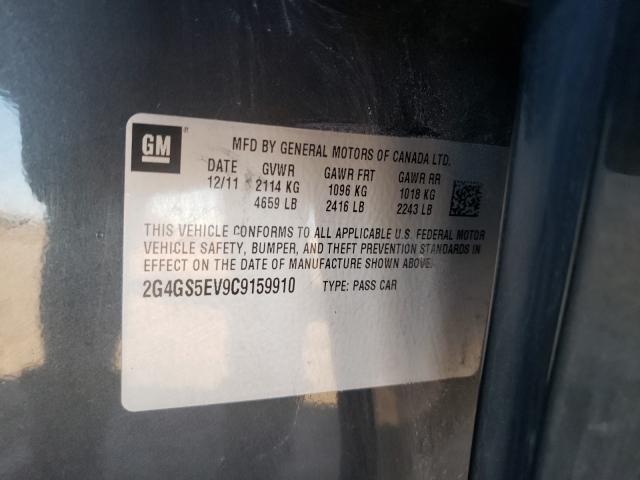 GM
MFD BY GENERAL MOTORS OF CANADA LTD.
DATE GVWR GAWR FRT GAWR RR
12/11 2114 KG 1096 KG 1018 KG
4659 LB 2416 LB 2243 LB
THIS VEHICLE CONFORMS TO ALL APPLICABLE U.S. FEDERAL MOTOR
VEHICLE SAFETY, BUMPER, AND THEFT PREVENTION STANDARDS IN
EFFECT ON THE DATE OF MANUFACTURE SHOWN ABOVE.
2G4GS5EV9C9159910 TYPE: PASS CAR